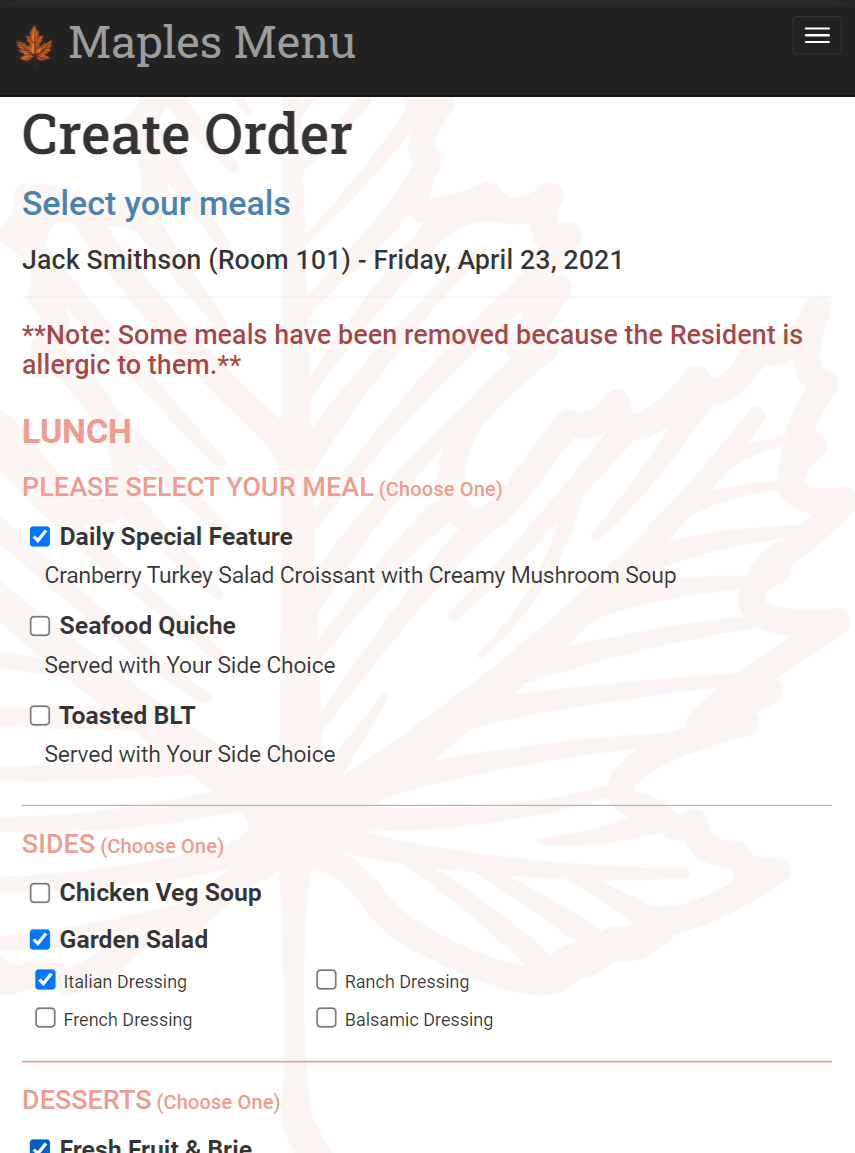 Maples Menu
Create Order
Select your meals
Jack Smithson (Room 101) - Friday, April 23, 2021
**Note: Some meals have been removed because the Resident is
allergic to them.**
LUNCH
PLEASE SELECT YOUR MEAL (Choose One)
Daily Special Feature
Cranberry Turkey Salad Croissant with Creamy Mushroom Soup
Seafood Quiche
Served with Your Side Choice
Toasted BLT
Served with Your Side Choice
SIDES (Choose One)
Chicken Veg Soup
Garden Salad
Italian Dressing
Ranch Dressing
French Dressing
Balsamic Dressing
DESSERTS (Choose One)
Fresh Fruit & Brie